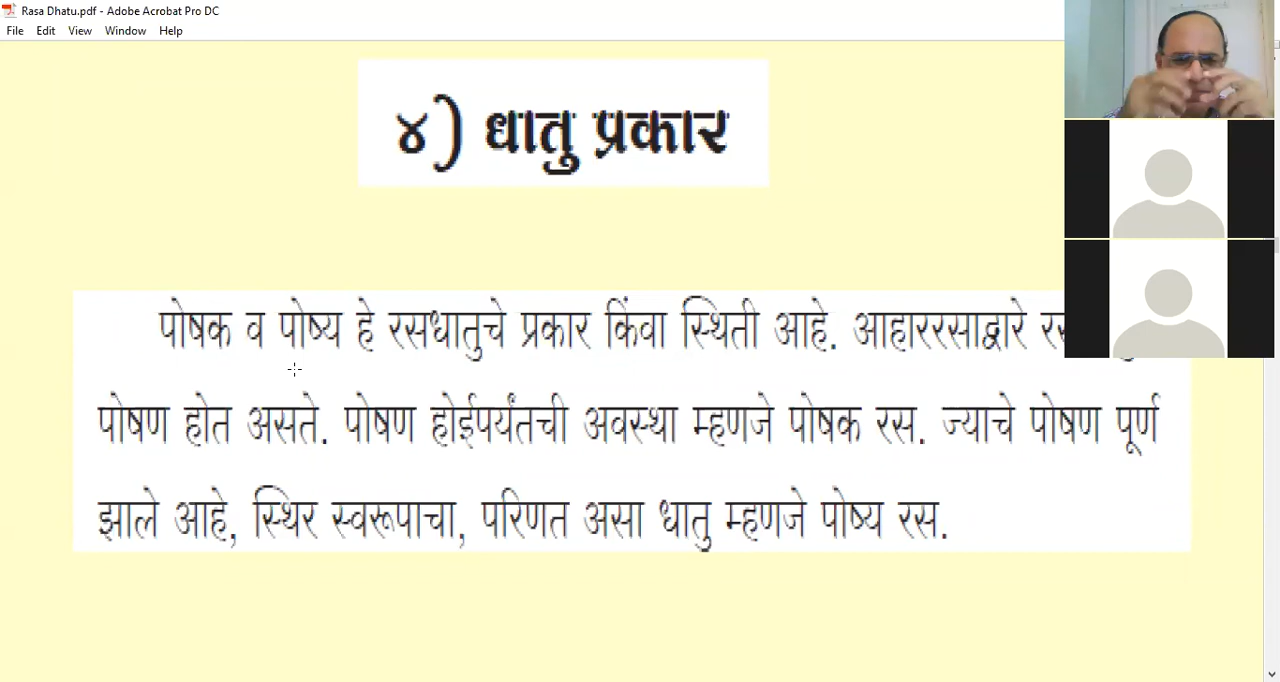 Rasa Dhatu.pdf - Adobe Acrobat Pro DC
File Edit View Window Help
४) धातु प्रकार
पोषक व पोष्य हे रसधातुचे प्रकार किंवा स्थिती आहे. आहाररसाद्वारे
पोषण होत असते. पोषण होईपर्यंतची अवस्था म्हणजे पोषक रस. ज्याचे पोषण पूर्ण
झाले आहे, स्थिर स्वरूपाचा, परिणत असा धातु म्हणजे पोष्य रस.